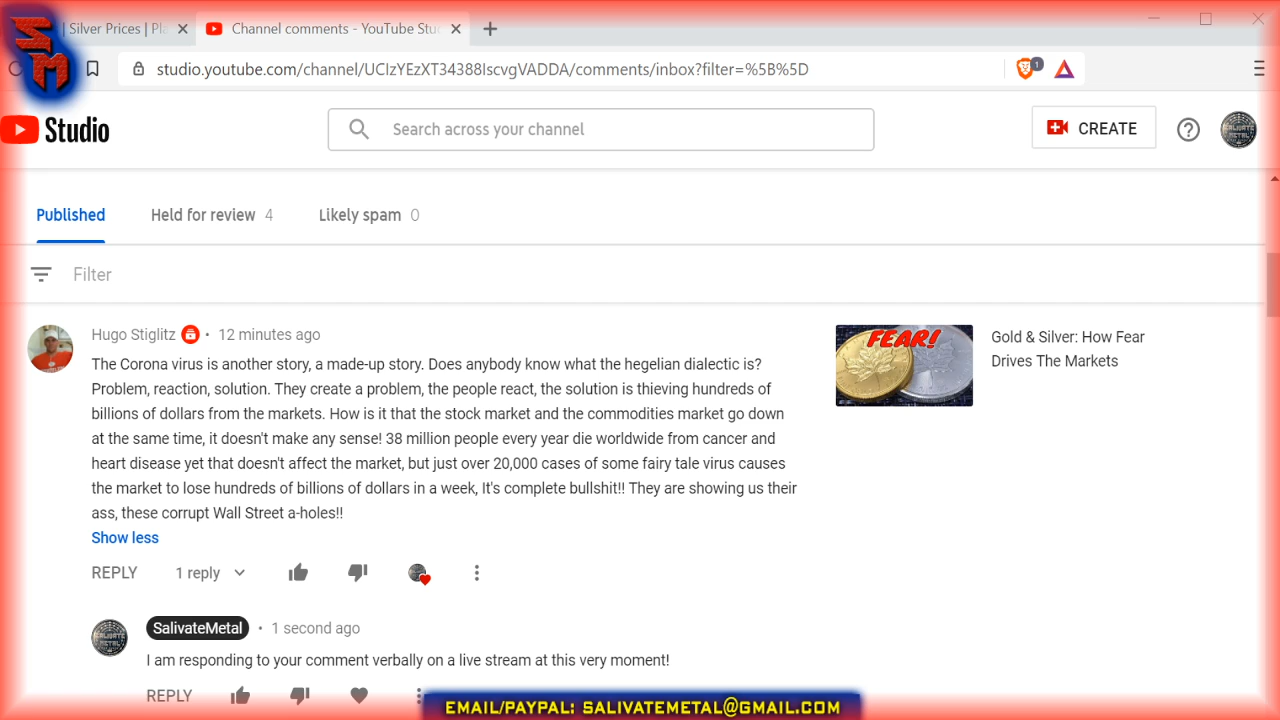 SM
| Silver Prices | Pla
Channel comments - YouTube Stu
studio.youtube.com/channel/UCIzYEzXT34388IscvgVADDA/comments/inbox?filter=%5B%5D
1
Studio
Search across your channel
CREATE
Published
Held for review 4
Likely spam 0
Filter
Hugo Stiglitz • 12 minutes ago
The Corona virus is another story, a made-up story. Does anybody know what the hegelian dialectic is?
Problem, reaction, solution. They create a problem, the people react, the solution is thieving hundreds of
billions of dollars from the markets. How is it that the stock market and the commodities market go down
at the same time, it doesn't make any sense! 38 million people every year die worldwide from cancer and
heart disease yet that doesn't affect the market, but just over 20,000 cases of some fairy tale virus causes
the market to lose hundreds of billions of dollars in a week, It's complete bullshit!! They are showing us their
ass, these corrupt Wall Street a-holes!!
Show less
FEAR!
Gold & Silver: How Fear
Drives The Markets
REPLY 1 reply
SalivateMetal • 1 second ago
I am responding to your comment verbally on a live stream at this very moment!
REPLY
EMAIL/PAYPAL: SALIVATEMETAL@GMAIL.COM